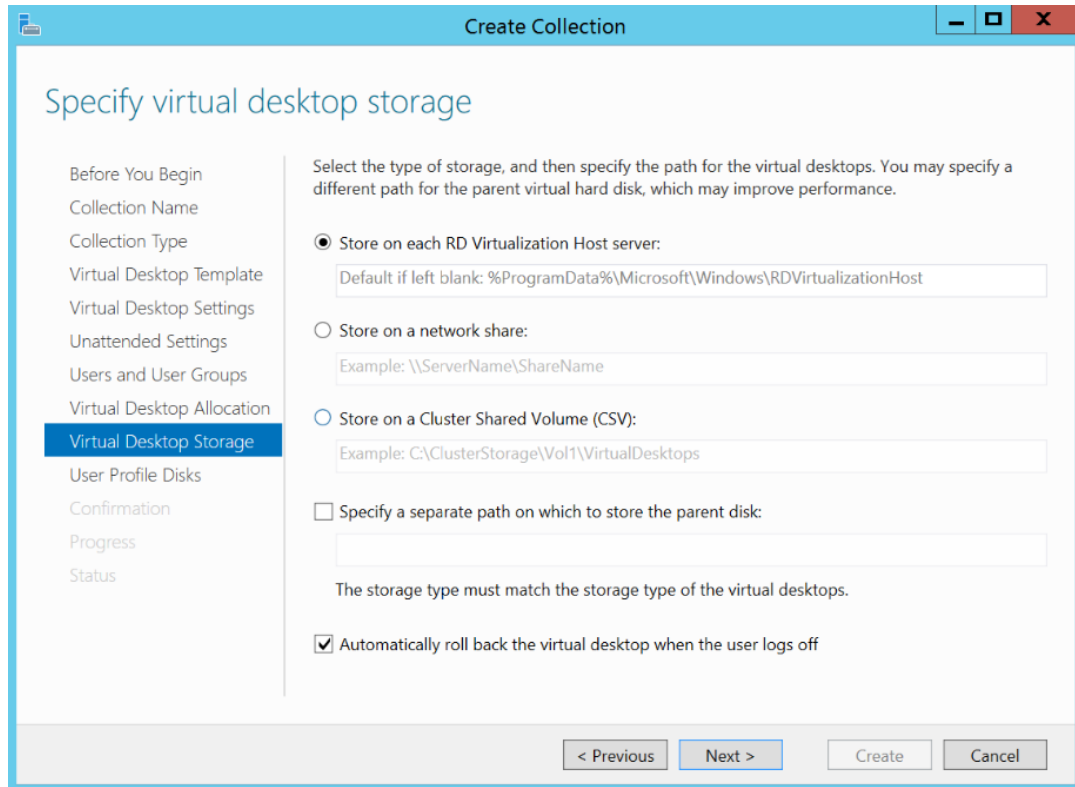 Create Collection
Specify virtual desktop storage
Before You Begin
Collection Name
Collection Type
Virtual Desktop Template
Virtual Desktop Settings
Unattended Settings
Users and User Groups
Virtual Desktop Allocation
Virtual Desktop Storage
User Profile Disks
Confirmation
Progress
Status
Select the type of storage, and then specify the path for the virtual desktops. You may specify a
different path for the parent virtual hard disk, which may improve performance.
Store on each RD Virtualization Host server:
Default if left blank: %ProgramData%\Microsoft\Windows\RDVirtualizationHost
Store on a network share:
Example: \\ServerName\ShareName
Store on a Cluster Shared Volume (CSV):
Example: C:\ClusterStorage\Vol1\VirtualDesktops
Specify a separate path on which to store the parent disk:
The storage type must match the storage type of the virtual desktops.
Automatically roll back the virtual desktop when the user logs off
< Previous
Next >
Create
Cancel